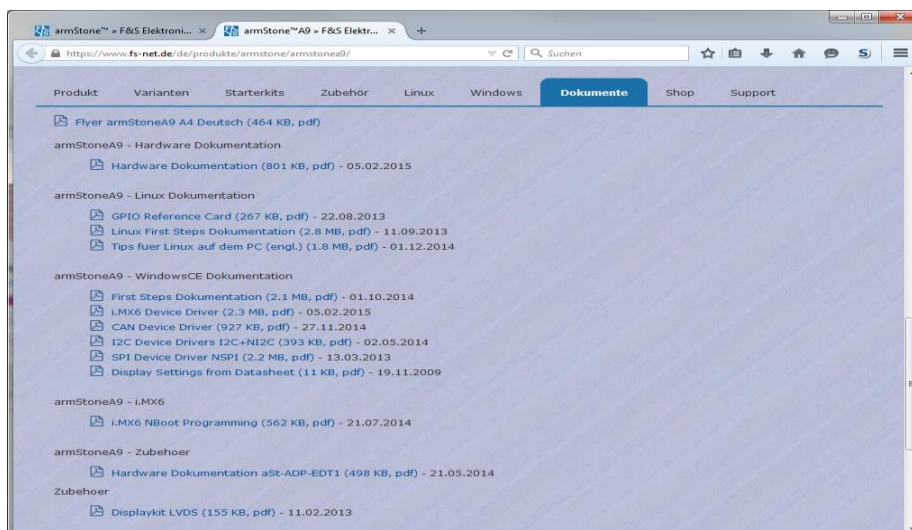 armStone™ » F&S Elektroni... ×
armStone™A9 » F&S Elektr... × +
https://www.fs-net.de/de/produkte/armstone/armstonea9/
Suchen
Produkt Varianten Starterkits Zubehör Linux Windows Dokumente Shop Support
Flyer armStoneA9 A4 Deutsch (464 KB, pdf)
armStoneA9 - Hardware Dokumentation
Hardware Dokumentation (801 KB, pdf) - 05.02.2015
armStoneA9 - Linux Dokumentation
GPIO Reference Card (267 KB, pdf) - 22.08.2013
Linux First Steps Dokumentation (2.8 MB, pdf) - 11.09.2013
Tips fuer Linux auf dem PC (engl.) (1.8 MB, pdf) - 01.12.2014
armStoneA9 - WindowsCE Dokumentation
First Steps Dokumentation (2.1 MB, pdf) - 01.10.2014
i.MX6 Device Driver (2.3 MB, pdf) - 05.02.2015
CAN Device Driver (927 KB, pdf) - 27.11.2014
I2C Device Drivers I2C+NI2C (393 KB, pdf) - 02.05.2014
SPI Device Driver NSPI (2.2 MB, pdf) - 13.03.2013
Display Settings from Datasheet (11 KB, pdf) - 19.11.2009
armStoneA9 - i.MX6
i.MX6 NBoot Programming (562 KB, pdf) - 21.07.2014
armStoneA9 - Zubehoer
Hardware Dokumentation aSt-ADP-EDT1 (498 KB, pdf) - 21.05.2014
Zubehoer
Displaykit LVDS (155 KB, pdf) - 11.02.2013